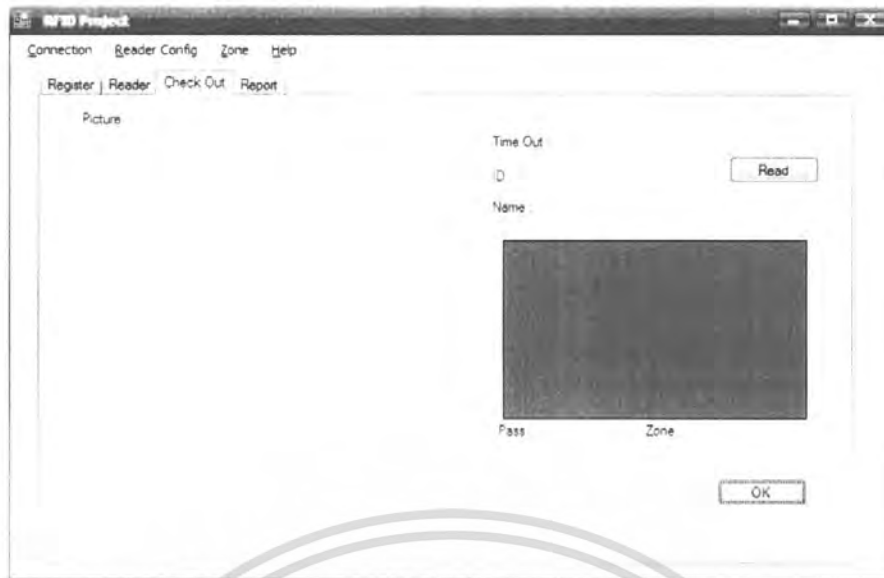 RFID Project
Connection Reader Config Zone Help
Register Reader Check Out Report
Picture
Time Out
ID
Read
Name
Pass Zone
OK